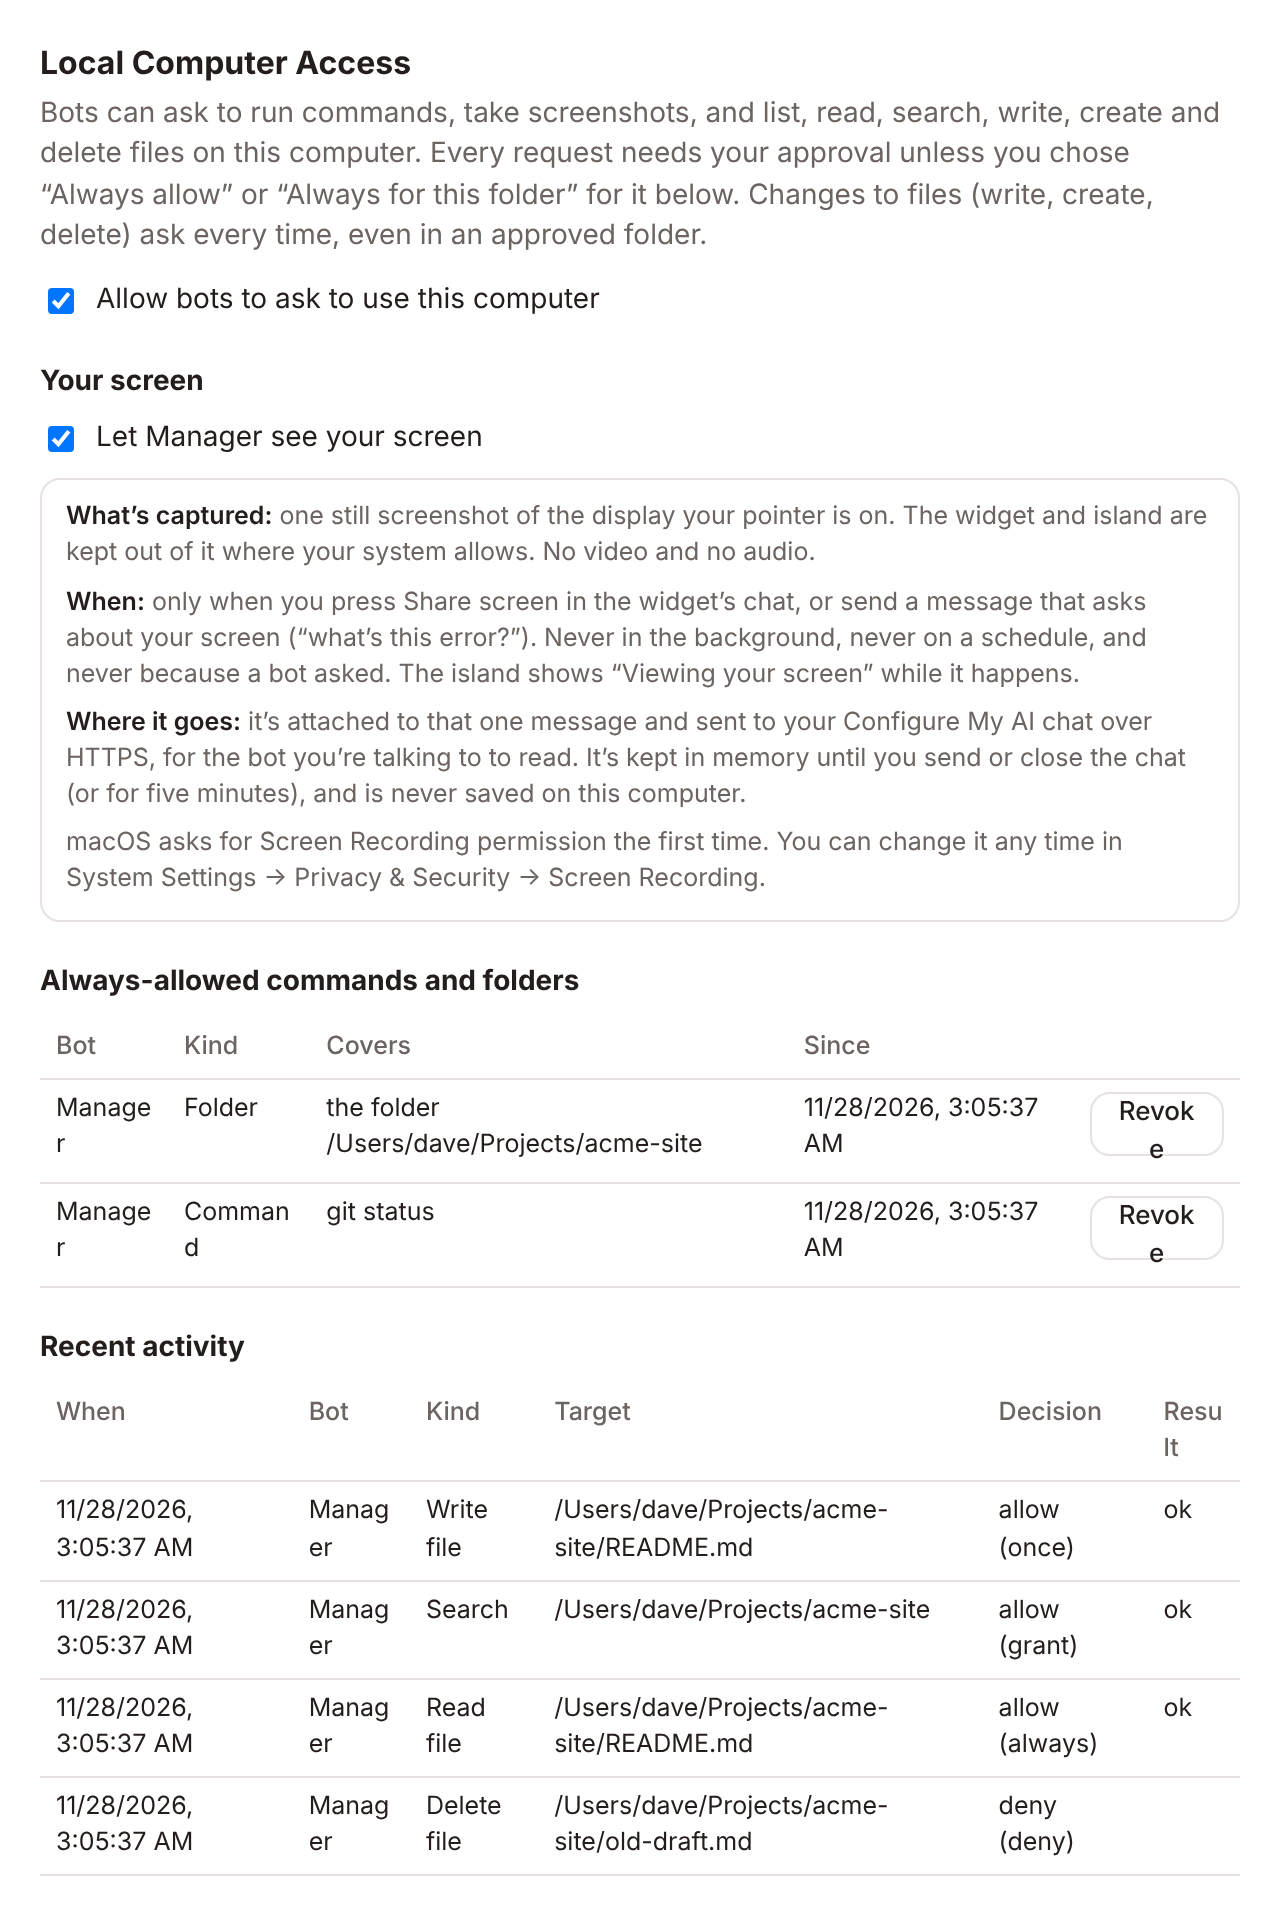 Local Computer Access
Bots can ask to run commands, take screenshots, and list, read, search, write, create and
delete files on this computer. Every request needs your approval unless you chose
“Always allow” or “Always for this folder” for it below. Changes to files (write, create,
delete) ask every time, even in an approved folder.
Allow bots to ask to use this computer
Your screen
Let Manager see your screen
What’s captured: one still screenshot of the display your pointer is on. The widget and island are
kept out of it where your system allows. No video and no audio.
When: only when you press Share screen in the widget’s chat, or send a message that asks
about your screen (“what’s this error?”). Never in the background, never on a schedule, and
never because a bot asked. The island shows “Viewing your screen” while it happens.
Where it goes: it’s attached to that one message and sent to your Configure My AI chat over
HTTPS, for the bot you’re talking to to read. It’s kept in memory until you send or close the chat
(or for five minutes), and is never saved on this computer.
macOS asks for Screen Recording permission the first time. You can change it any time in
System Settings → Privacy & Security → Screen Recording.
Always-allowed commands and folders
Bot Kind Covers Since
Manage Folder the folder 11/28/2026, 3:05:37 Revok
r /Users/dave/Projects/acme-site AM e
Manage Comman git status 11/28/2026, 3:05:37 Revok
r d AM e
Recent activity
When Bot Kind Target Decision Resu
lt
11/28/2026, Manag Write /Users/dave/Projects/acme- allow ok
3:05:37 AM er file site/README.md (once)
11/28/2026, Manag Search /Users/dave/Projects/acme-site allow ok
3:05:37 AM er (grant)
11/28/2026, Manag Read /Users/dave/Projects/acme- allow ok
3:05:37 AM er file site/README.md (always)
11/28/2026, Manag Delete /Users/dave/Projects/acme- deny
3:05:37 AM er file site/old-draft.md (deny)